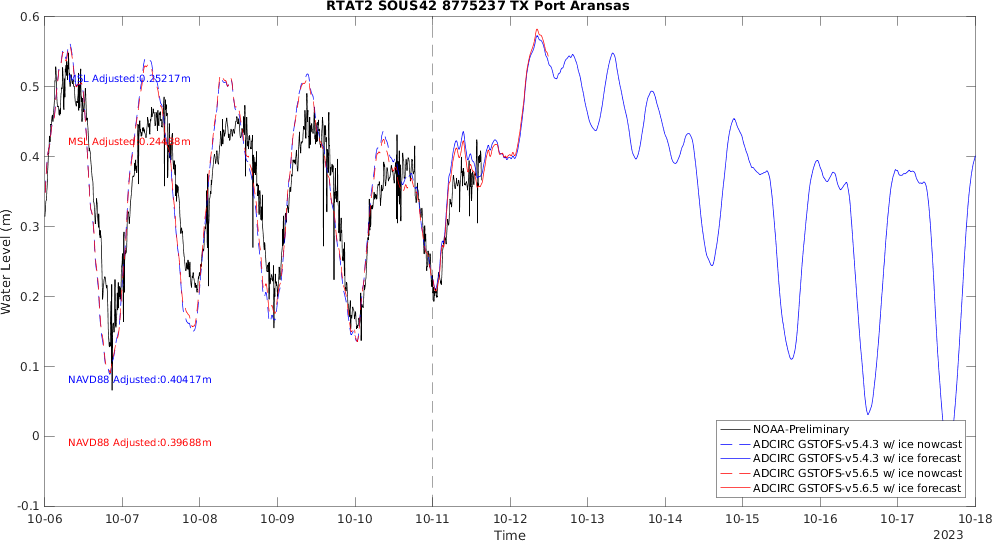 RTAT2 SOUS42 8775237 TX Port Aransas
0.6
0.5
0.4
0.3
0.2
0.1
0
-0.1
Water Level (m)
MSL Adjusted:0.25217m
MSL Adjusted:0.24488m
NAVD88 Adjusted:0.40417m
NAVD88 Adjusted:0.39688m
NOAA-Preliminary
ADCIRC GSTOFS-v5.4.3 w/ ice nowcast
ADCIRC GSTOFS-v5.4.3 w/ ice forecast
ADCIRC GSTOFS-v5.6.5 w/ ice nowcast
ADCIRC GSTOFS-v5.6.5 w/ ice forecast
10-06 10-07 10-08 10-09 10-10 10-11 10-12 10-13 10-14 10-15 10-16 10-17 10-18
Time
2023